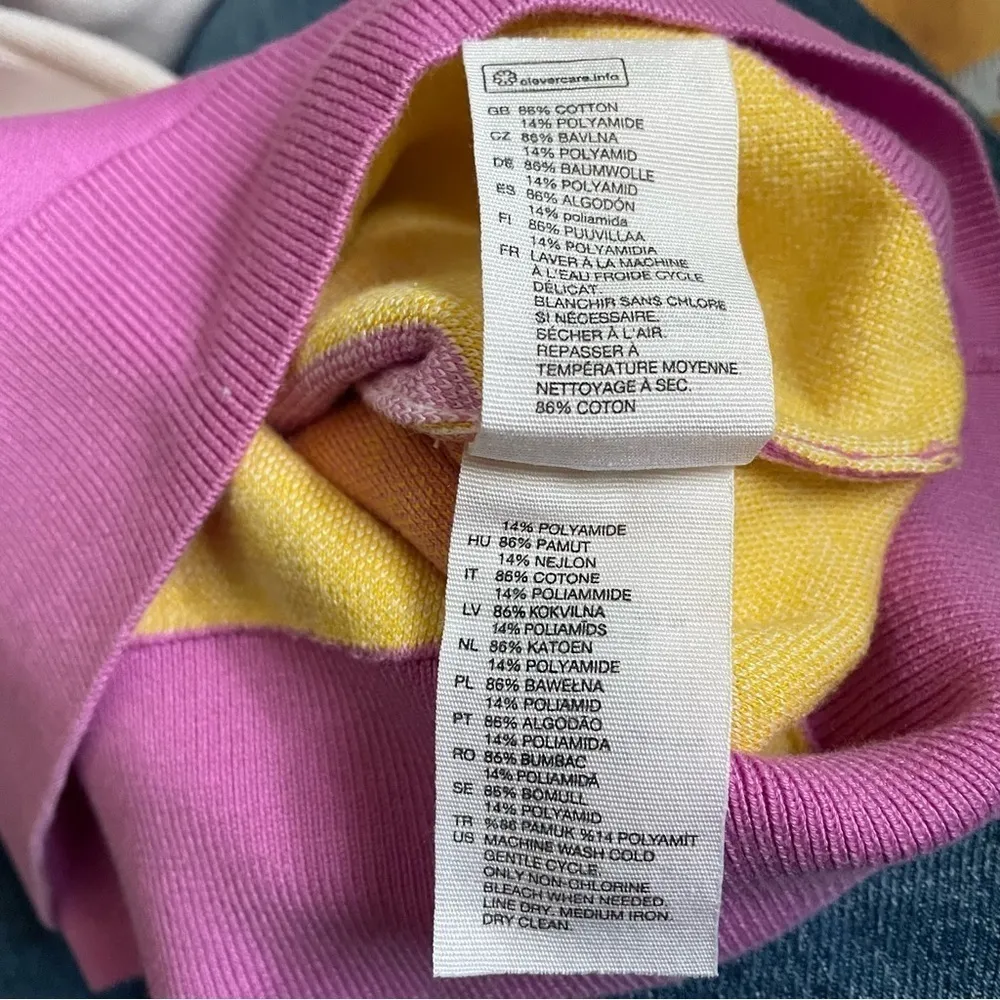 clevercare.info
GB 86% COTTON
14% POLYAMIDE
CZ 86% BAVLNA
14% POLYAMID
DE 86% BAUMWOLLE
14% POLYAMID
ES 86% ALGODÓN
14% poliamida
FI 86% PUUVILLAA
14% POLYAMIDIA
FR LAVER À LA MACHINE
À L'EAU FROIDE CYCLE
DÉLICAT.
BLANCHIR SANS CHLORE
SI NÉCESSAIRE.
SÉCHER À L'AIR.
REPASSER À
TEMPÉRATURE MOYENNE.
NETTOYAGE À SEC.
86% COTON
14% POLYAMIDE
HU 86% PAMUT
14% NEJLON
IT 86% COTONE
14% POLIAMMIDE
LV 86% KOKVILNA
14% POLIAMĪDS
NL 86% KATOEN
14% POLYAMIDE
PL 86% BAWEŁNA
14% POLIAMID
PT 86% ALGODÃO
14% POLIAMIDA
RO 86% BUMBAC
14% POLIAMIDĂ
SE 86% BOMULL
14% POLYAMID
TR %86 PAMUK %14 POLYAMİT
US MACHINE WASH COLD
GENTLE CYCLE.
ONLY NON-CHLORINE
BLEACH WHEN NEEDED.
LINE DRY. MEDIUM IRON.
DRY CLEAN.